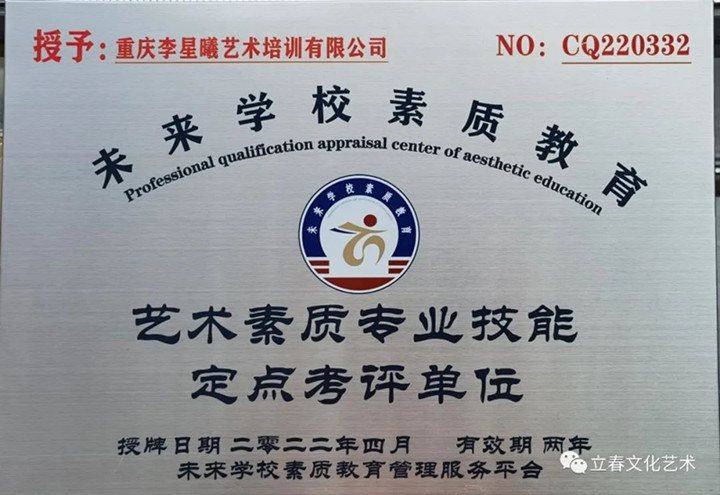 授予：重庆李星曦艺术培训有限公司 NO：CQ220332
未来学校素质教育
Professional qualification appraisal center of aesthetic education
未来学校素质教育
艺术素质专业技能
定点考评单位
授牌日期 二零二二年四月 有效期 两年
未来学校素质教育管理服务平台
立春文化艺术